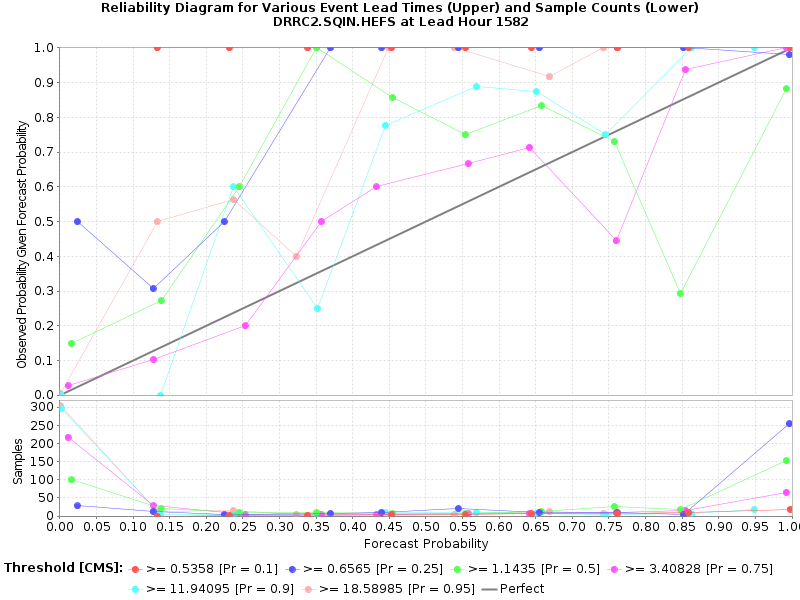 Reliability Diagram for Various Event Lead Times (Upper) and Sample Counts (Lower)
DRRC2.SQIN.HEFS at Lead Hour 1582
Observed Probability Given Forecast Probability
1.0
0.9
0.8
0.7
0.6
0.5
0.4
0.3
0.2
0.1
0.0
Samples
300
250
200
150
100
50
0
0.00 0.05 0.10 0.15 0.20 0.25 0.30 0.35 0.40 0.45 0.50 0.55 0.60 0.65 0.70 0.75 0.80 0.85 0.90 0.95 1.0
Forecast Probability
Threshold [CMS]: >= 0.5358 [Pr = 0.1] >= 0.6565 [Pr = 0.25] >= 1.1435 [Pr = 0.5] >= 3.40828 [Pr = 0.75]
>= 11.94095 [Pr = 0.9] >= 18.58985 [Pr = 0.95] Perfect